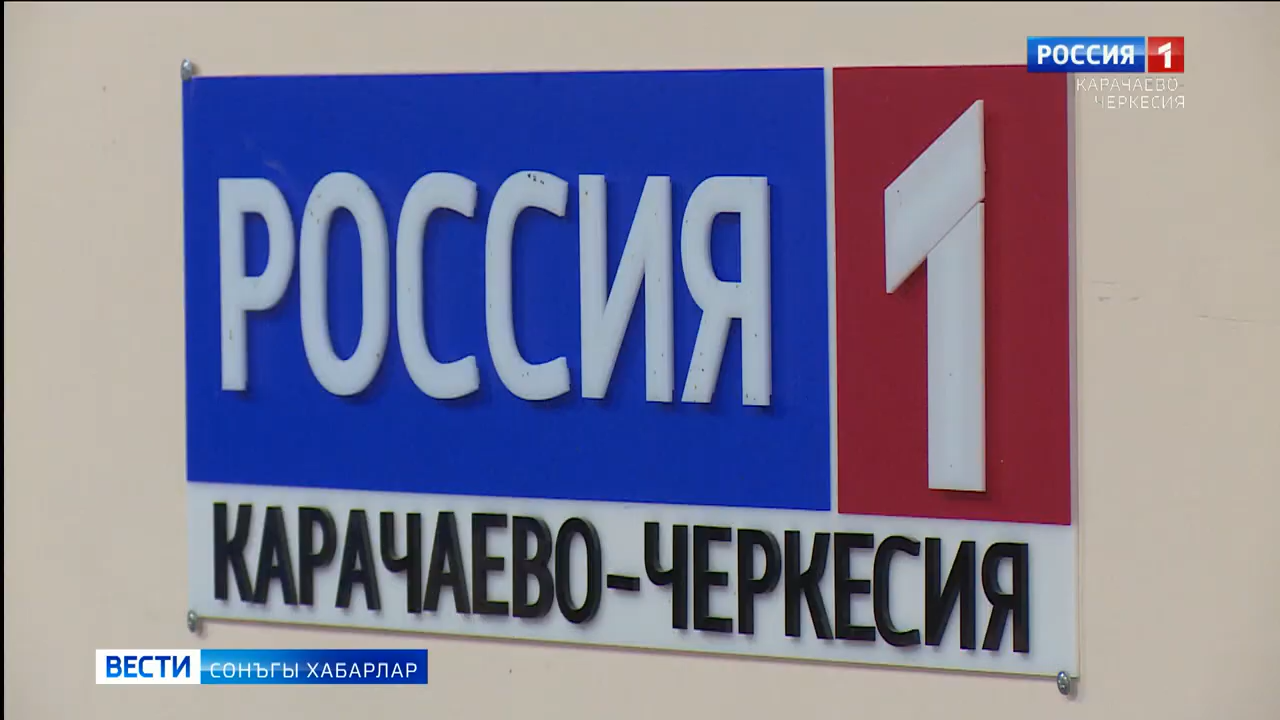 РОССИЯ 1
КАРАЧАЕВО-
ЧЕРКЕСИЯ
РОССИЯ 1
КАРАЧАЕВО-ЧЕРКЕСИЯ
ВЕСТИ СОНЪГЫ ХАБАРЛАР